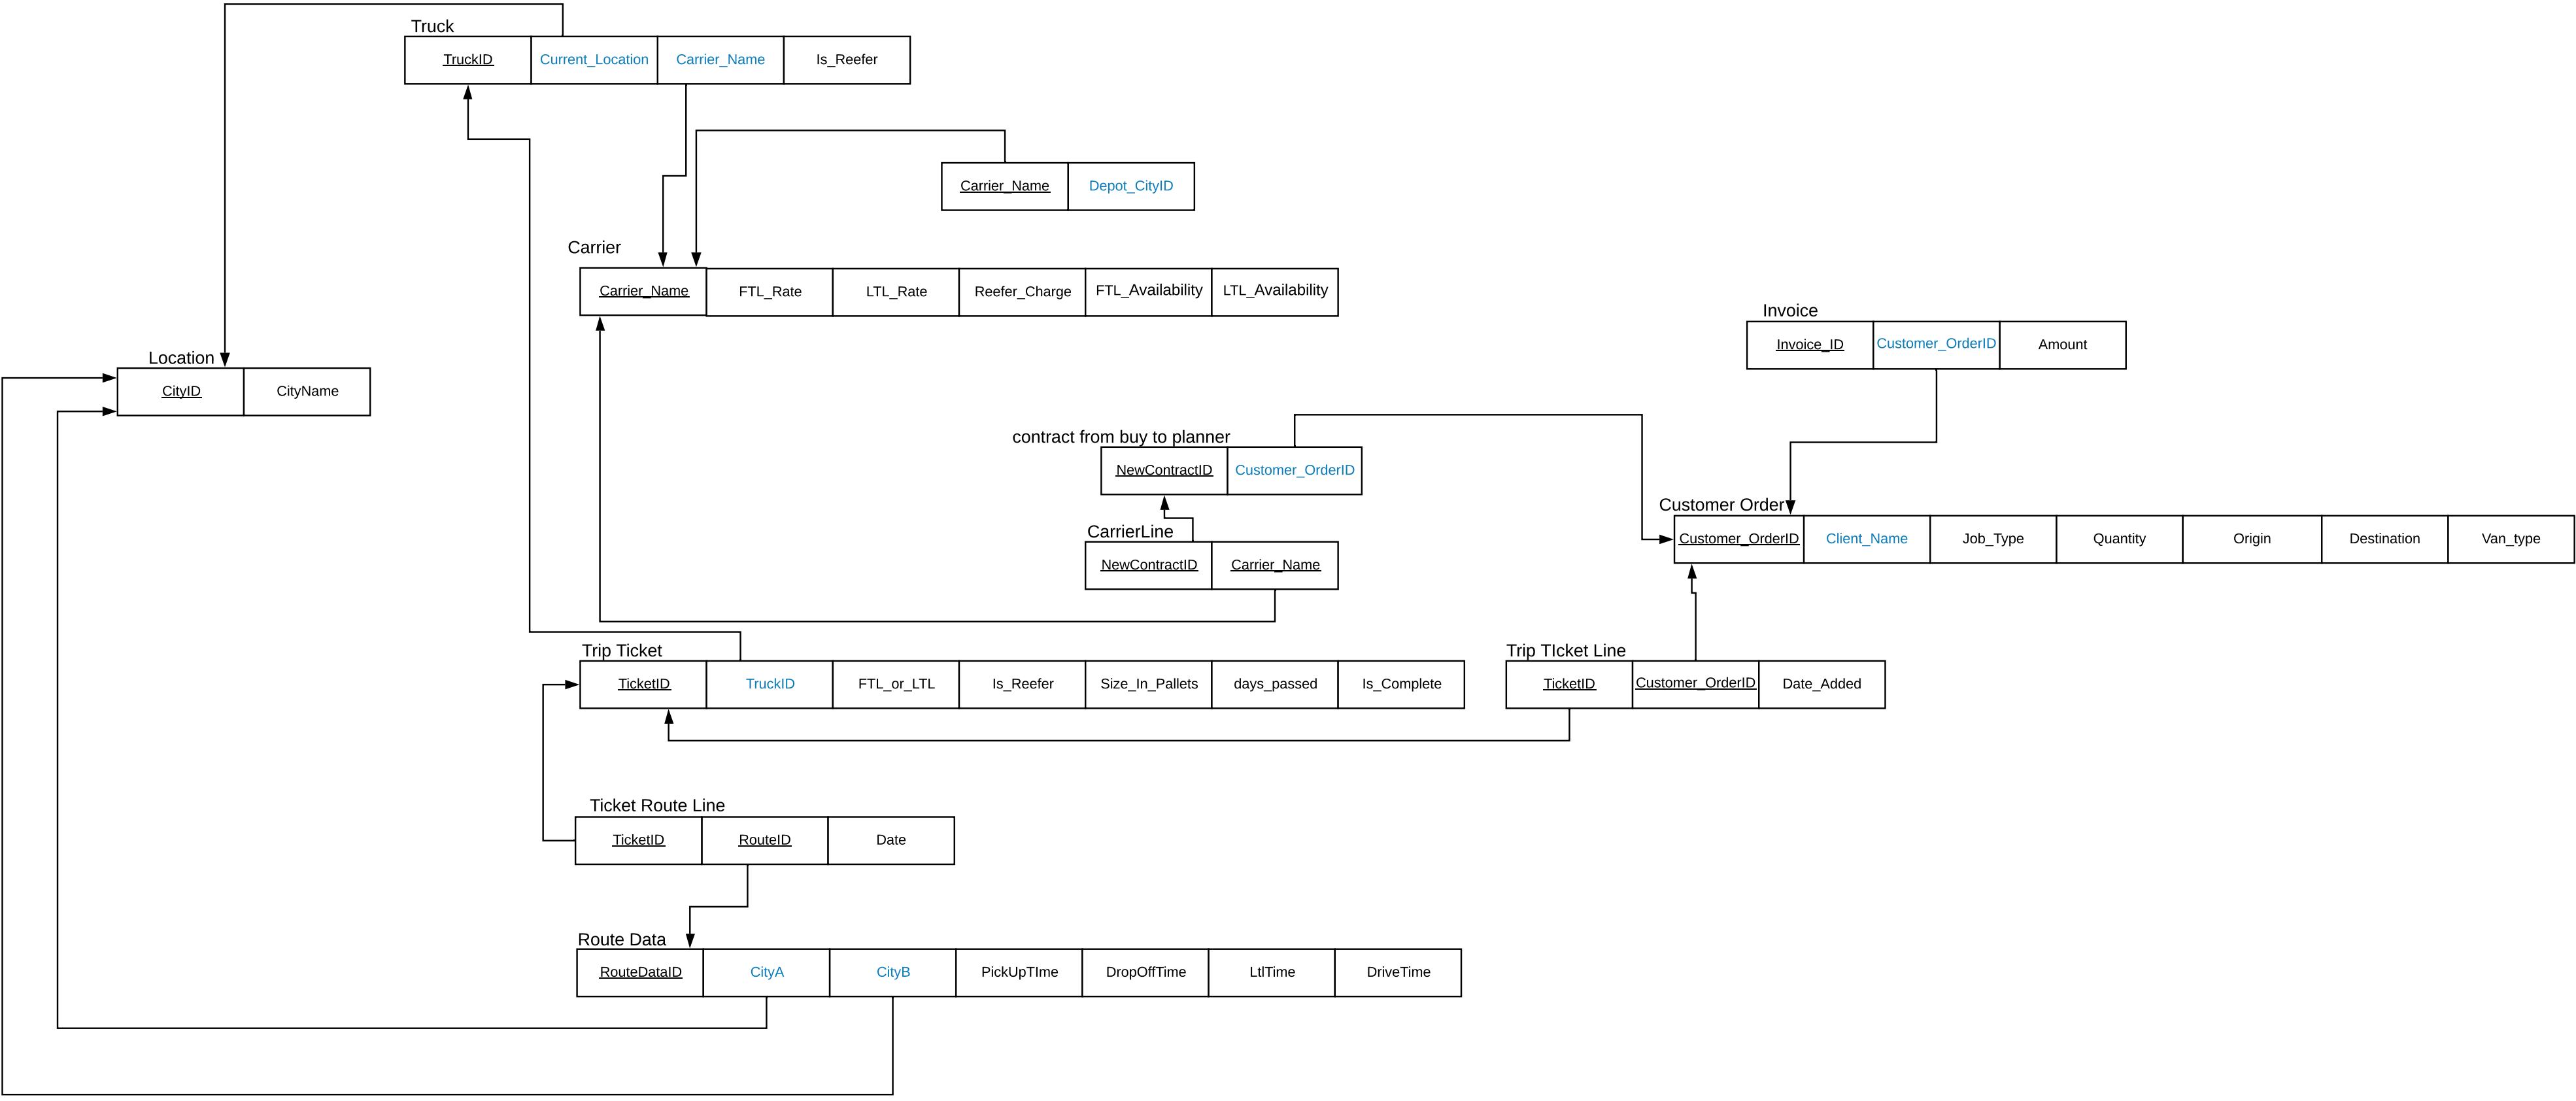 Truck
TruckID Current_Location Carrier_Name Is_Reefer
Carrier_Name Depot_CityID
Carrier
Carrier_Name FTL_Rate LTL_Rate Reefer_Charge FTL_Availability LTL_Availability
Invoice
Invoice_ID Customer_OrderID Amount
Location
CityID CityName
contract from buy to planner
NewContractID Customer_OrderID
Customer Order
Customer_OrderID Client_Name Job_Type Quantity Origin Destination Van_type
CarrierLine
NewContractID Carrier_Name
Trip Ticket
TicketID TruckID FTL_or_LTL Is_Reefer Size_In_Pallets days_passed Is_Complete
Trip TIcket Line
TicketID Customer_OrderID Date_Added
Ticket Route Line
TicketID RouteID Date
Route Data
RouteDataID CityA CityB PickUpTIme DropOffTime LtlTime DriveTime